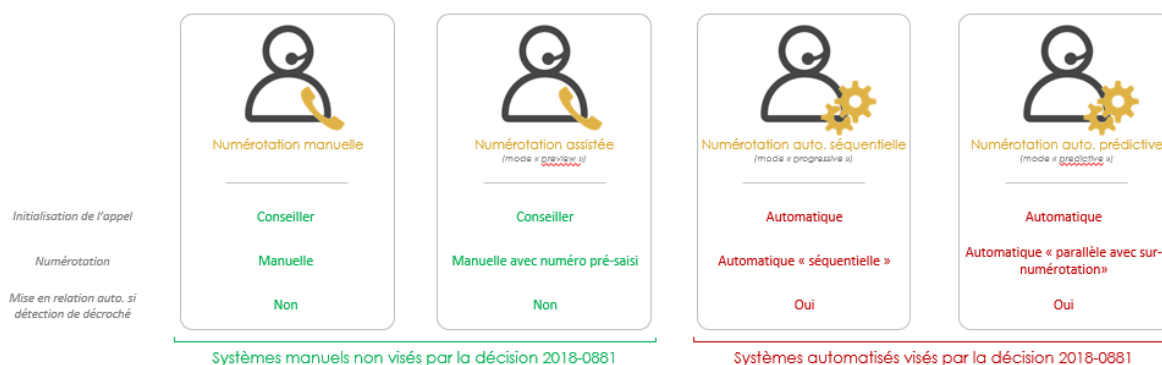 Numérotation manuelle
Numérotation assistée
(mode « preview »)
Numérotation auto. séquentielle
(mode « progressive »)
Numérotation auto. prédictive
(mode « predictive »)
Initialisation de l'appel
Conseiller
Conseiller
Automatique
Automatique
Numérotation
Manuelle
Manuelle avec numéro pré-saisi
Automatique « séquentielle »
Automatique « parallèle avec sur-
numérotation»
Mise en relation auto. si
détection de décroché
Non
Non
Oui
Oui
Systèmes manuels non visés par la décision 2018-0881
Systèmes automatisés visés par la décision 2018-0881